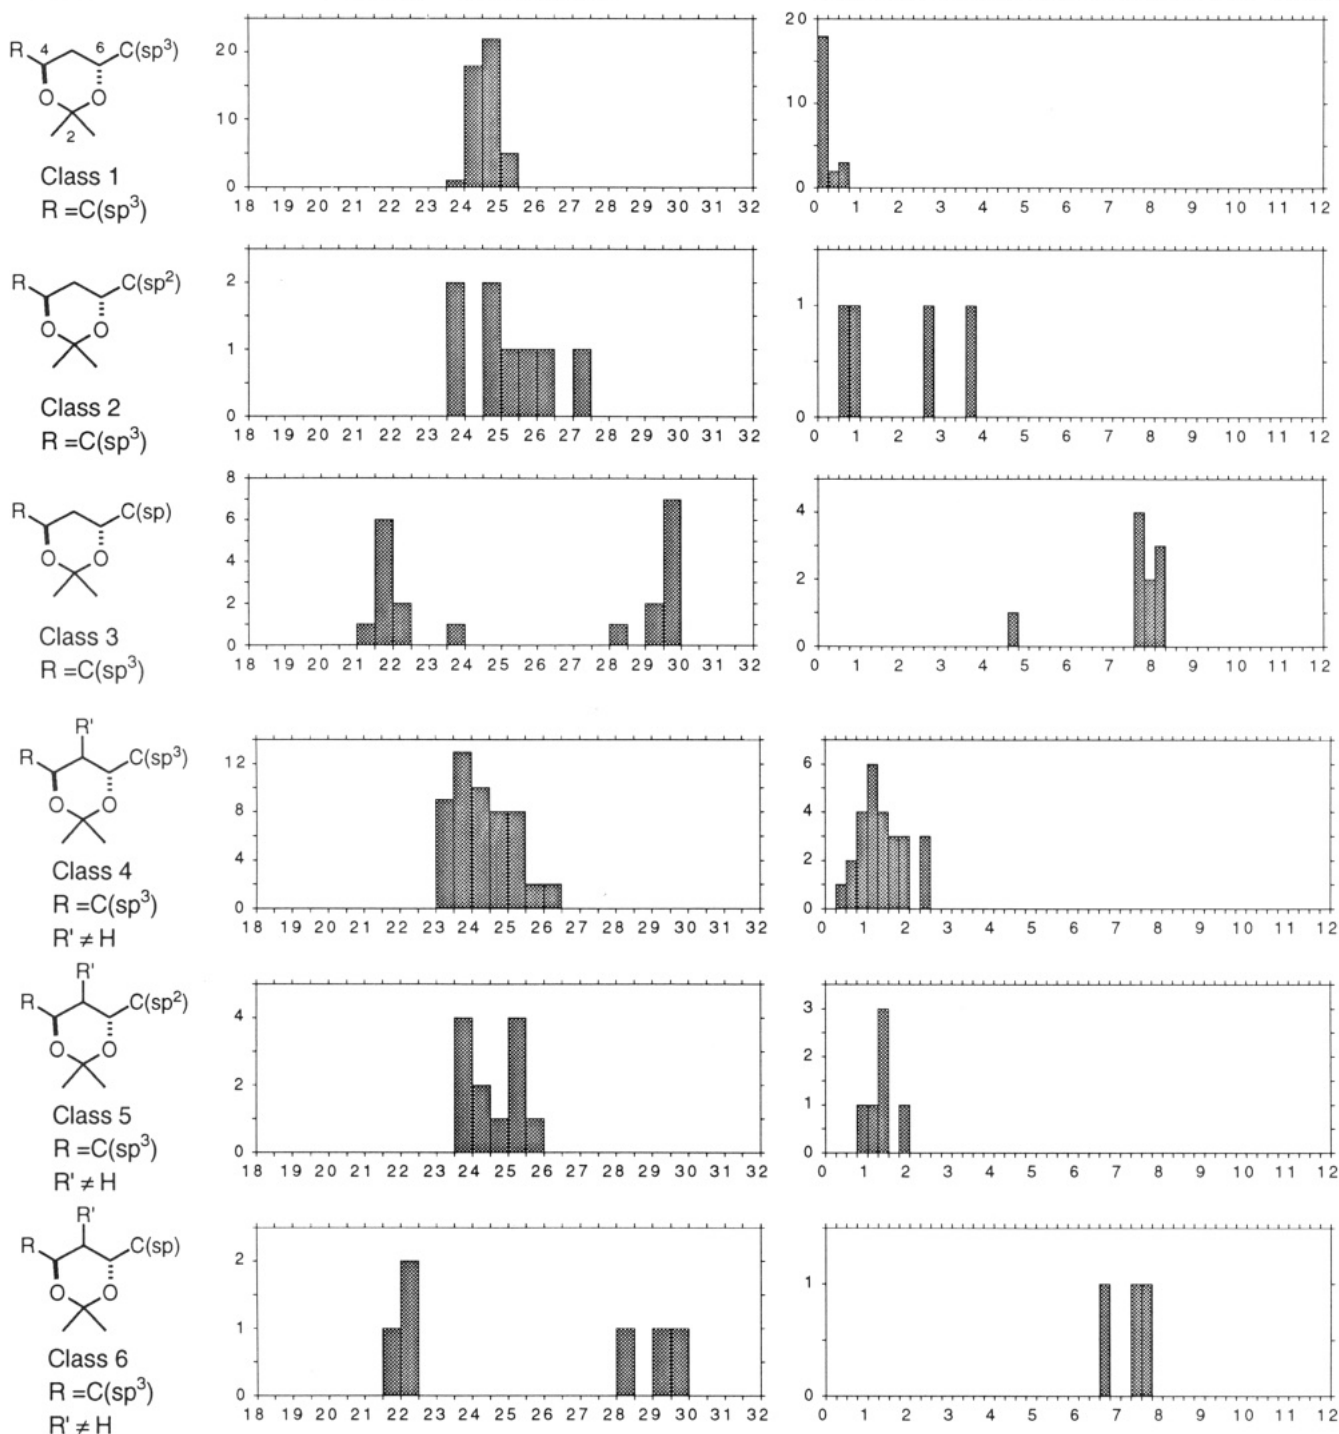 R 4 6 C(sp³)
O O
2
Class 1
R =C(sp³)
20
10
0
18 19 20 21 22 23 24 25 26 27 28 29 30 31 32
20
10
0
0 1 2 3 4 5 6 7 8 9 10 11 12
R C(sp²)
O O
Class 2
R =C(sp³)
2
1
0
18 19 20 21 22 23 24 25 26 27 28 29 30 31 32
1
0
0 1 2 3 4 5 6 7 8 9 10 11 12
R C(sp)
O O
Class 3
R =C(sp³)
8
6
4
2
0
18 19 20 21 22 23 24 25 26 27 28 29 30 31 32
4
2
0
0 1 2 3 4 5 6 7 8 9 10 11 12
R'
R C(sp³)
O O
Class 4
R =C(sp³)
R' ≠ H
12
8
4
0
18 19 20 21 22 23 24 25 26 27 28 29 30 31 32
6
4
2
0
0 1 2 3 4 5 6 7 8 9 10 11 12
R'
R C(sp²)
O O
Class 5
R =C(sp³)
R' ≠ H
4
2
0
18 19 20 21 22 23 24 25 26 27 28 29 30 31 32
3
2
1
0
0 1 2 3 4 5 6 7 8 9 10 11 12
R'
R C(sp)
O O
Class 6
R =C(sp³)
R' ≠ H
2
1
0
18 19 20 21 22 23 24 25 26 27 28 29 30 31 32
1
0
0 1 2 3 4 5 6 7 8 9 10 11 12